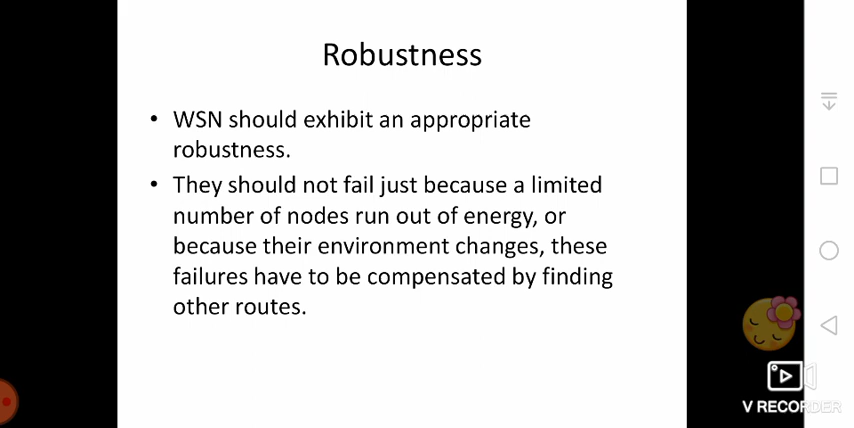 Robustness
• WSN should exhibit an appropriate
robustness.
• They should not fail just because a limited
number of nodes run out of energy, or
because their environment changes, these
failures have to be compensated by finding
other routes.
V RECORDER